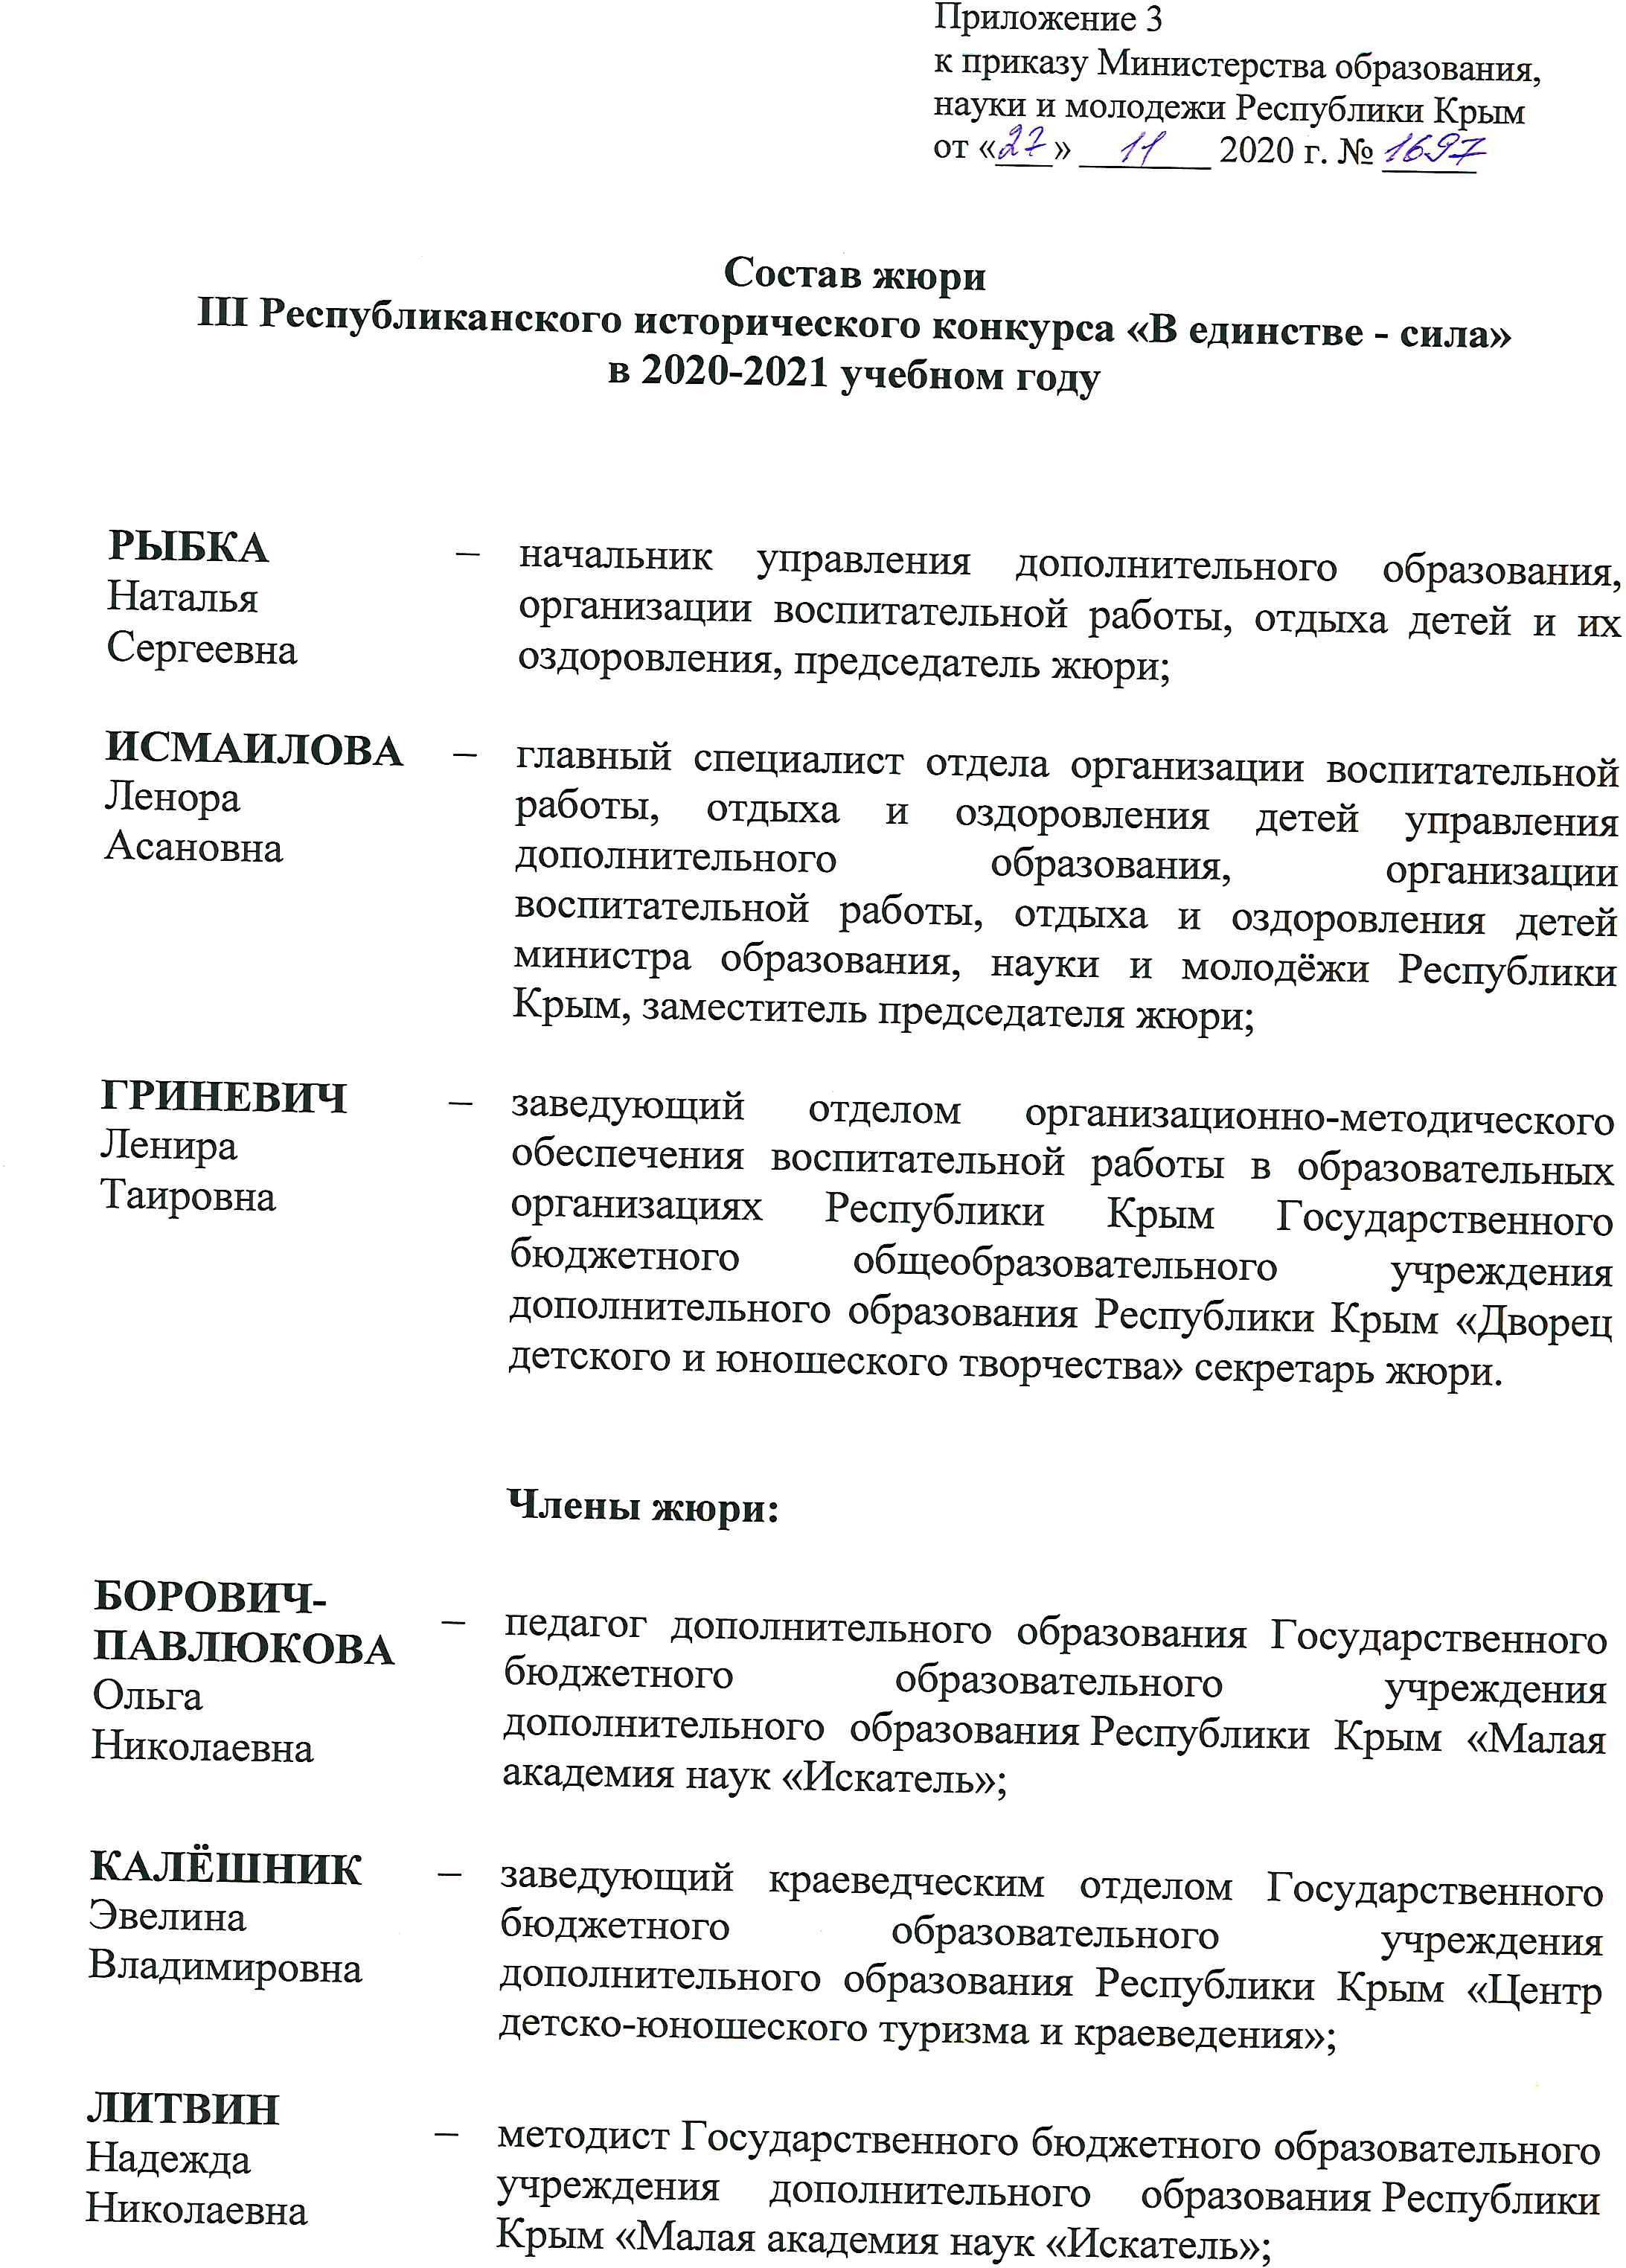 Приложение 3
к приказу Министерства образования,
науки и молодежи Республики Крым
от «27» 11 2020 г. № 1697
Состав жюри
III Республиканского исторического конкурса «В единстве - сила»
в 2020-2021 учебном году
РЫБКА
Наталья
Сергеевна
– начальник управления дополнительного образования,
организации воспитательной работы, отдыха детей и их
оздоровления, председатель жюри;
ИСМАИЛОВА
Ленора
Асановна
– главный специалист отдела организации воспитательной
работы, отдыха и оздоровления детей управления
дополнительного образования, организации
воспитательной работы, отдыха и оздоровления детей
министра образования, науки и молодёжи Республики
Крым, заместитель председателя жюри;
ГРИНЕВИЧ
Ленира
Таировна
– заведующий отделом организационно-методического
обеспечения воспитательной работы в образовательных
организациях Республики Крым Государственного
бюджетного общеобразовательного учреждения
дополнительного образования Республики Крым «Дворец
детского и юношеского творчества» секретарь жюри.
Члены жюри:
БОРОВИЧ-
ПАВЛЮКОВА
Ольга
Николаевна
– педагог дополнительного образования Государственного
бюджетного образовательного учреждения
дополнительного образования Республики Крым «Малая
академия наук «Искатель»;
КАЛЁШНИК
Эвелина
Владимировна
– заведующий краеведческим отделом Государственного
бюджетного образовательного учреждения
дополнительного образования Республики Крым «Центр
детско-юношеского туризма и краеведения»;
ЛИТВИН
Надежда
Николаевна
– методист Государственного бюджетного образовательного
учреждения дополнительного образования Республики
Крым «Малая академия наук «Искатель»;